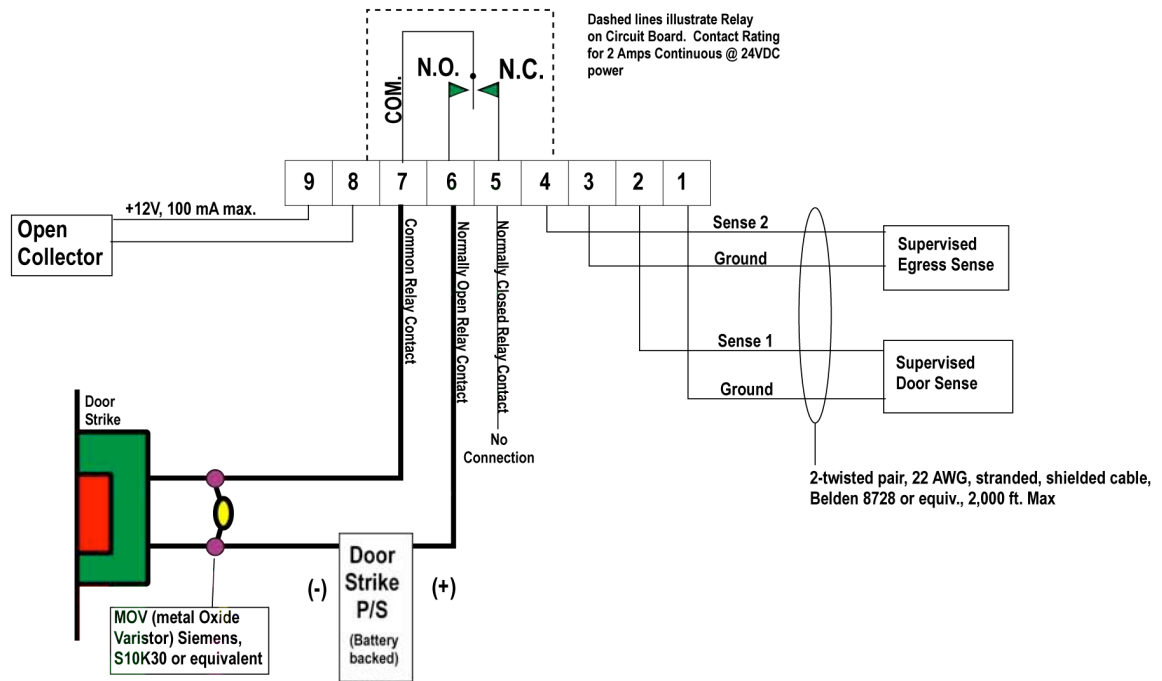 Dashed lines illustrate Relay
on Circuit Board. Contact Rating
for 2 Amps Continuous @ 24VDC
power
COM.
N.O.
N.C.
9 8 7 6 5 4 3 2 1
+12V, 100 mA max.
Open
Collector
Common Relay Contact
Normally Open Relay Contact
Normally Closed Relay Contact
No
Connection
Sense 2
Ground
Supervised
Egress Sense
Sense 1
Ground
Supervised
Door Sense
2-twisted pair, 22 AWG, stranded, shielded cable,
Belden 8728 or equiv., 2,000 ft. Max
Door
Strike
(-)
Door
Strike
P/S
(Battery
backed)
(+)
MOV (metal Oxide
Varistor) Siemens,
S10K30 or equivalent